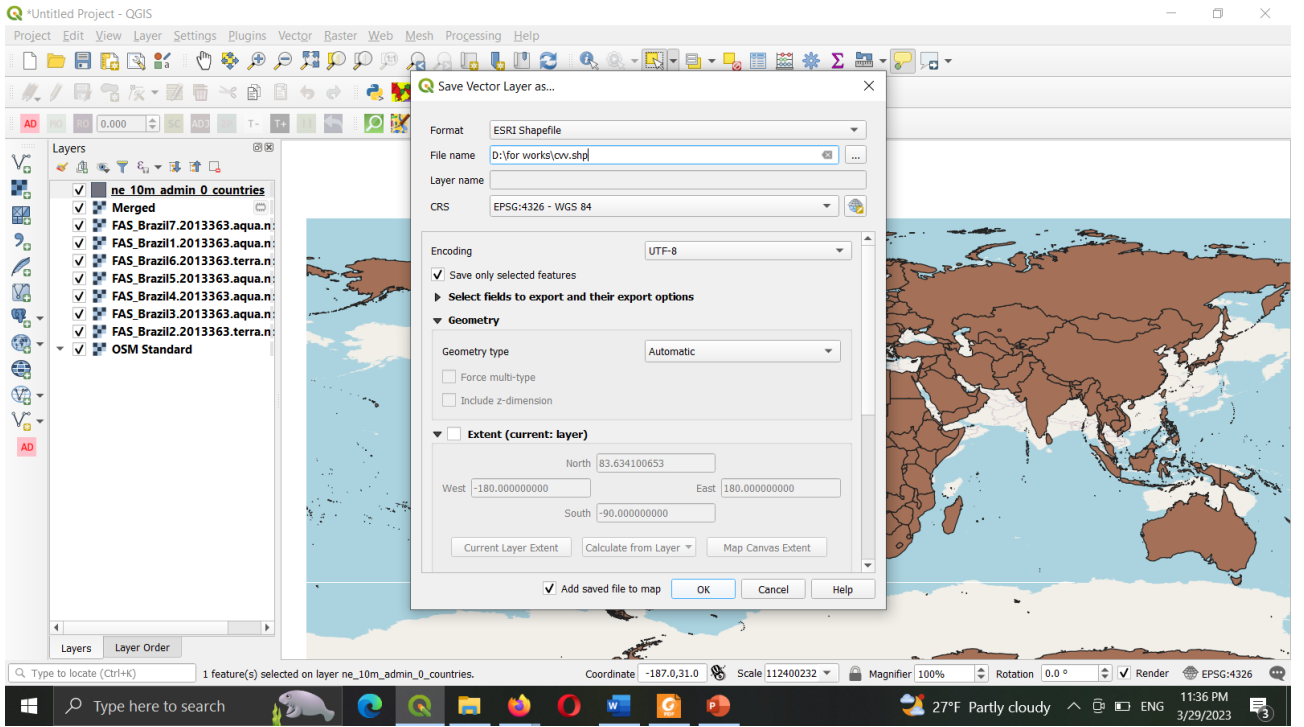 *Untitled Project - QGIS
Project Edit View Layer Settings Plugins Vector Raster Web Mesh Processing Help
Save Vector Layer as...
AD 0.000 SC ADJ T- T+
Format ESRI Shapefile
File name D:\for works\cvv.shp
...
Layer name
CRS EPSG:4326 - WGS 84
Encoding UTF-8
Save only selected features
Select fields to export and their export options
Geometry
Geometry type Automatic
Force multi-type
Include z-dimension
Extent (current: layer)
North 83.634100653
West -180.000000000 East 180.000000000
South -90.000000000
Current Layer Extent Calculate from Layer Map Canvas Extent
Add saved file to map OK Cancel Help
Layers
ne_10m_admin_0_countries
Merged
FAS_Brazil7.2013363.aqua.n
FAS_Brazil1.2013363.aqua.n
FAS_Brazil6.2013363.terra.n
FAS_Brazil5.2013363.aqua.n
FAS_Brazil4.2013363.aqua.n
FAS_Brazil3.2013363.aqua.n
FAS_Brazil2.2013363.terra.n
OSM Standard
AD
Layers Layer Order
Type to locate (Ctrl+K) 1 feature(s) selected on layer ne_10m_admin_0_countries. Coordinate -187.0,31.0 Scale 112400232 Magnifier 100% Rotation 0.0 ° Render EPSG:4326
Type here to search 27°F Partly cloudy ENG 11:36 PM
3/29/2023
3